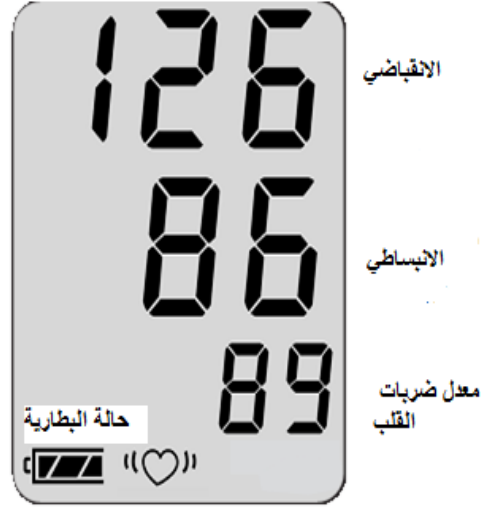 126
الانقباضي
86
الانبساطي
89
معدل ضربات
القلب
حالة البطارية